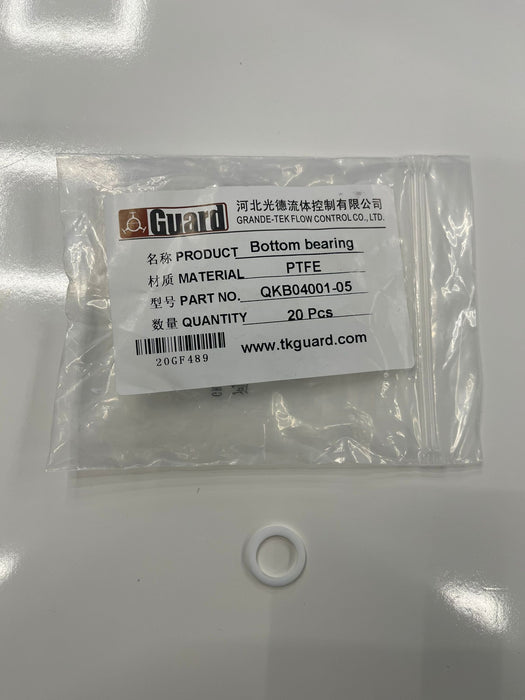 Guard
河北光德流体控制有限公司
GRANDE-TEK FLOW CONTROL CO., LTD.
名称 PRODUCT Bottom bearing
材质 MATERIAL PTFE
型号 PART NO. QKB04001-05
数量 QUANTITY 20 Pcs
20GF489
www.tkguard.com